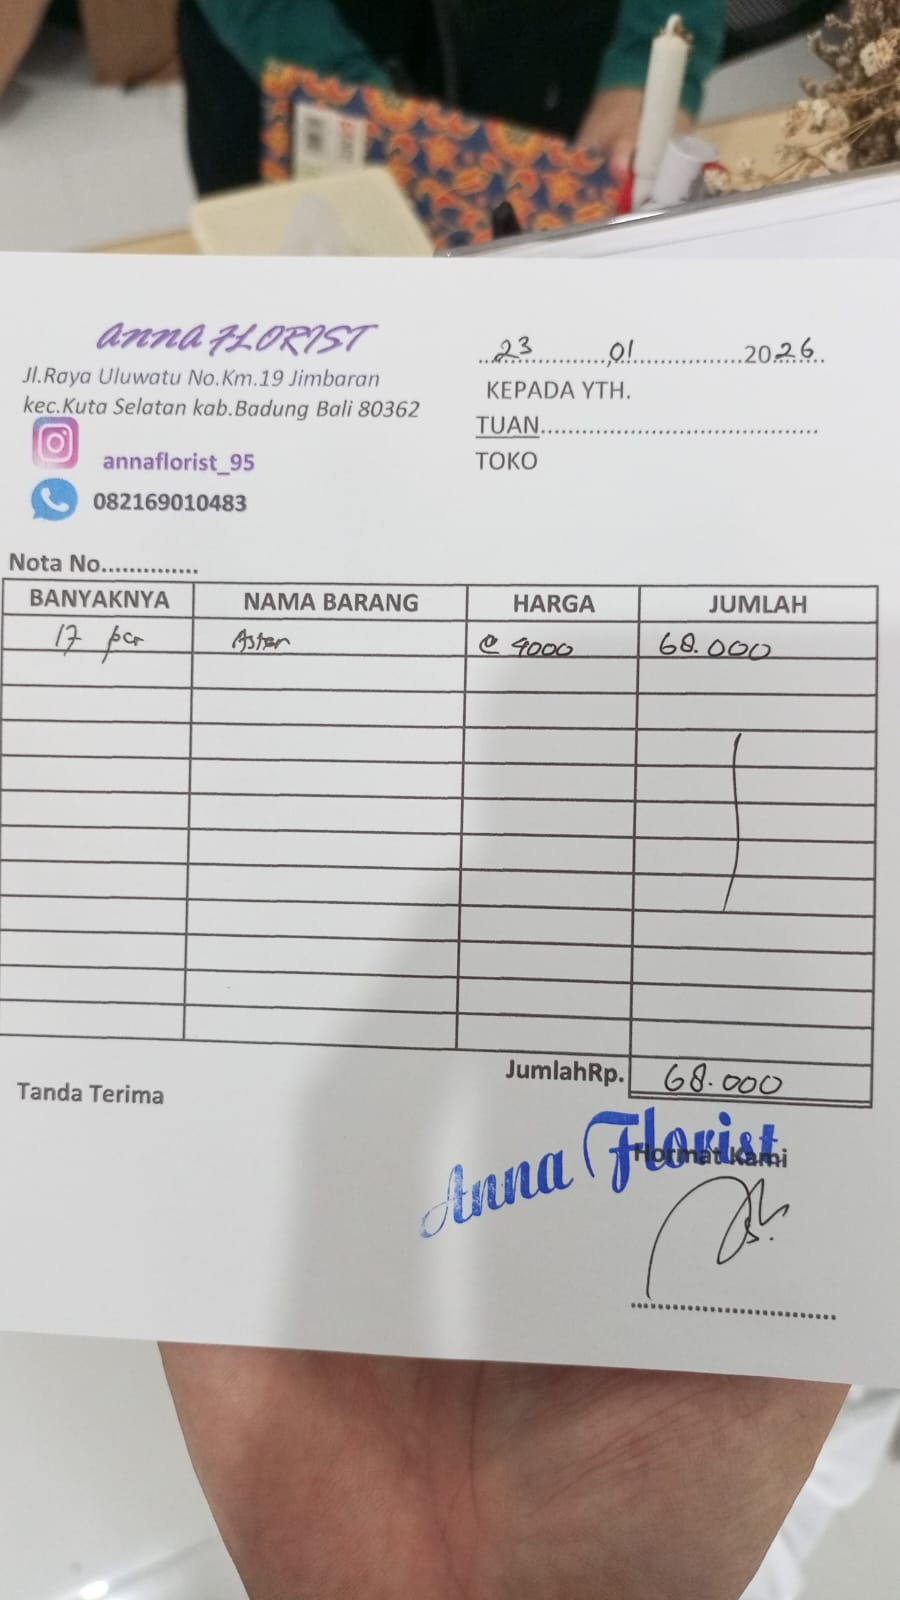 Anna FLORIST
Jl.Raya Uluwatu No.Km.19 Jimbaran
kec.Kuta Selatan kab.Badung Bali 80362
annaflorist_95
082169010483
..23............,01................2026..
KEPADA YTH.
TUAN........................................
TOKO
Nota No..............
BANYAKNYA NAMA BARANG HARGA JUMLAH
17 pcs Aster @ 4000 68.000
JumlahRp. 68.000
Tanda Terima
Anna Florist
Hormat Kami